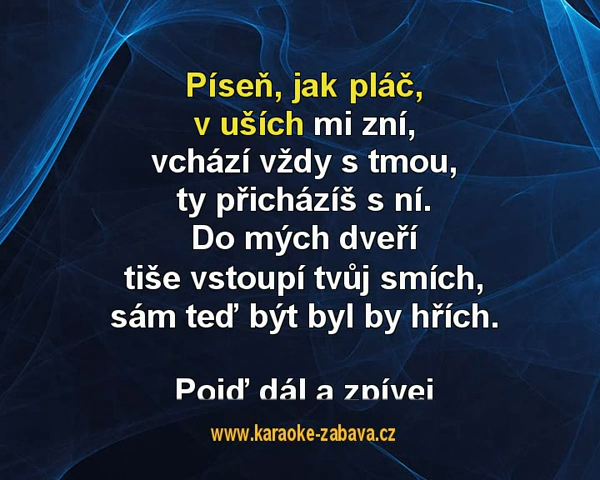 Píseň, jak pláč,
v uších mi zní,
vchází vždy s tmou,
ty přicházíš s ní.
Do mých dveří
tiše vstoupí tvůj smích,
sám teď být byl by hřích.
Pojď dál a zpívej
www.karaoke-zabava.cz